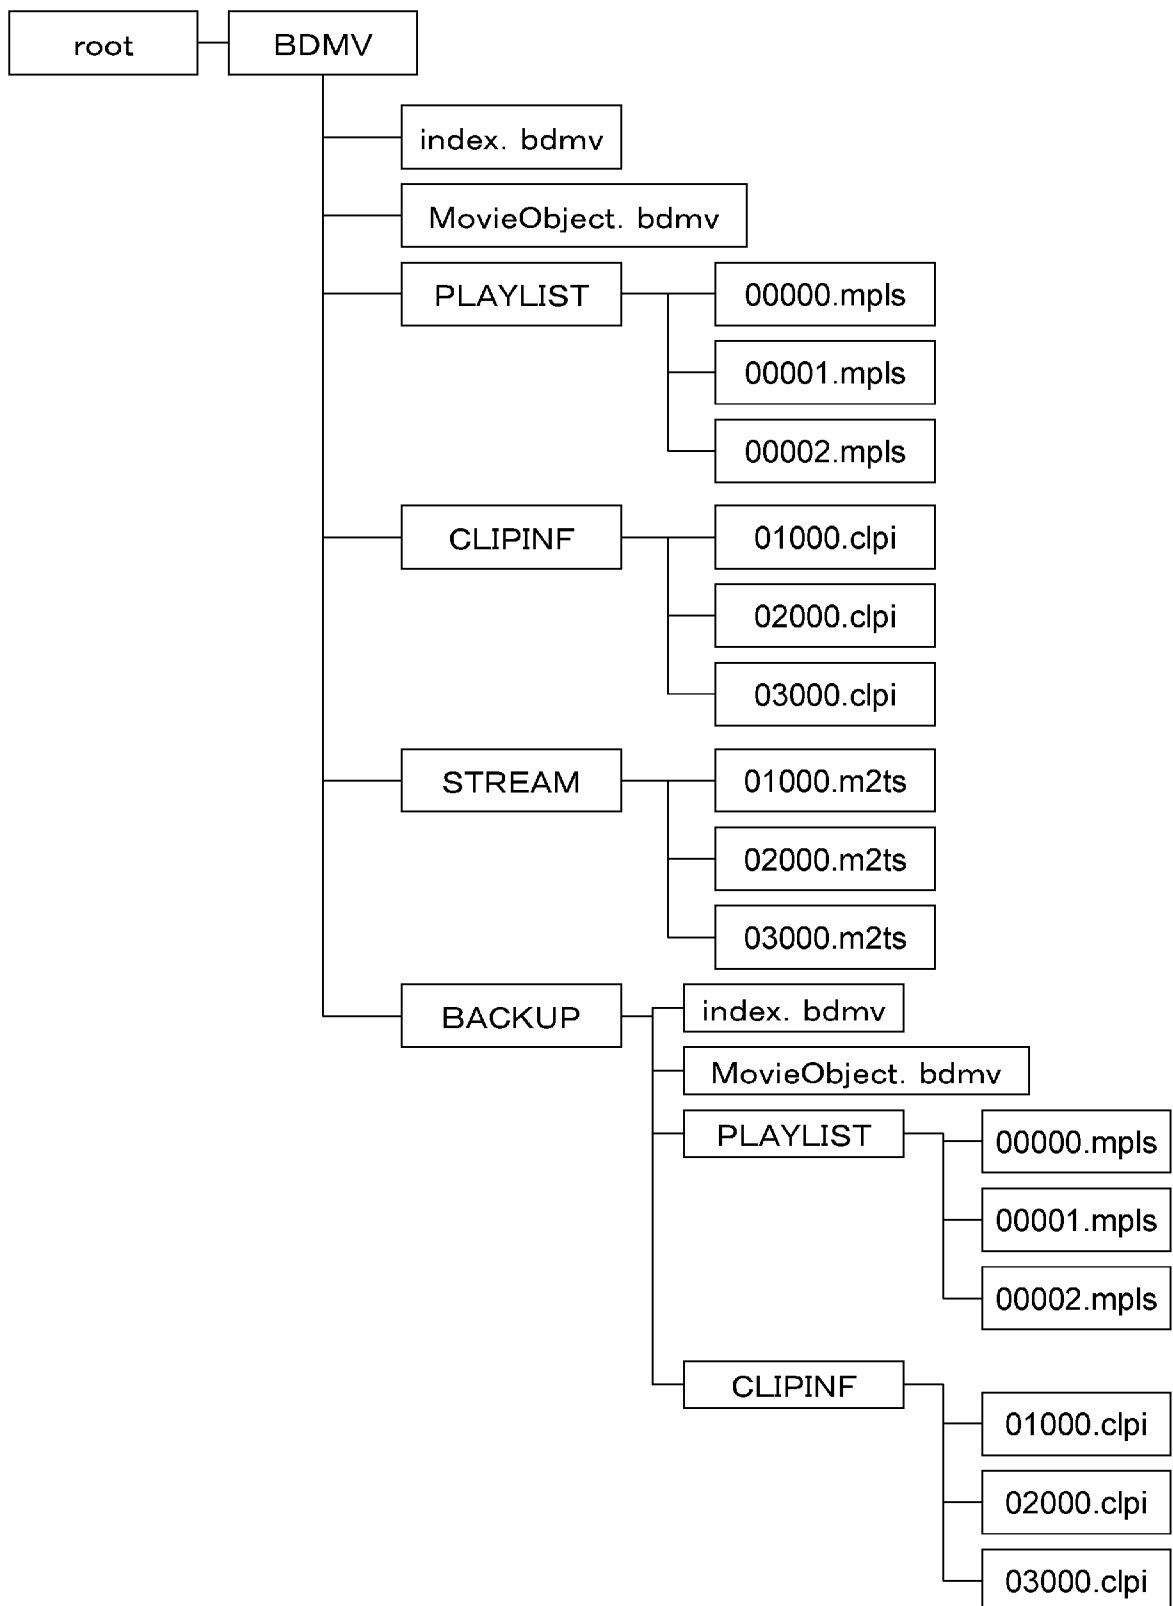 root
BDMV
index. bdmv
MovieObject. bdmv
PLAYLIST
00000.mpls
00001.mpls
00002.mpls
CLIPINF
01000.clpi
02000.clpi
03000.clpi
STREAM
01000.m2ts
02000.m2ts
03000.m2ts
BACKUP
index. bdmv
MovieObject. bdmv
PLAYLIST
00000.mpls
00001.mpls
00002.mpls
CLIPINF
01000.clpi
02000.clpi
03000.clpi